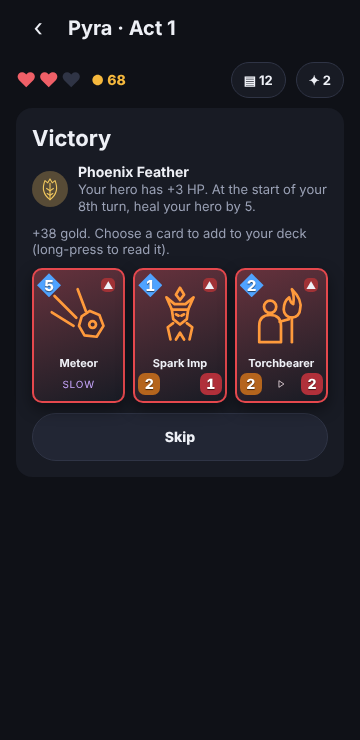 Pyra · Act 1
68
12
2
Victory
Phoenix Feather
Your hero has +3 HP. At the start of your
8th turn, heal your hero by 5.
+38 gold. Choose a card to add to your deck
(long-press to read it).
5
1
2
Meteor
Spark Imp
Torchbearer
SLOW
2
1
2
2
Skip